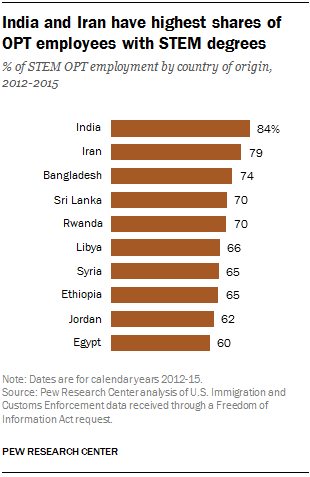 India and Iran have highest shares of
OPT employees with STEM degrees
% of STEM OPT employment by country of origin,
2012-2015
India 84%
Iran 79
Bangladesh 74
Sri Lanka 70
Rwanda 70
Libya 66
Syria 65
Ethiopia 65
Jordan 62
Egypt 60
Note: Dates are for calendar years 2012-15.
Source: Pew Research Center analysis of U.S. Immigration and
Customs Enforcement data received through a Freedom of
Information Act request.
PEW RESEARCH CENTER